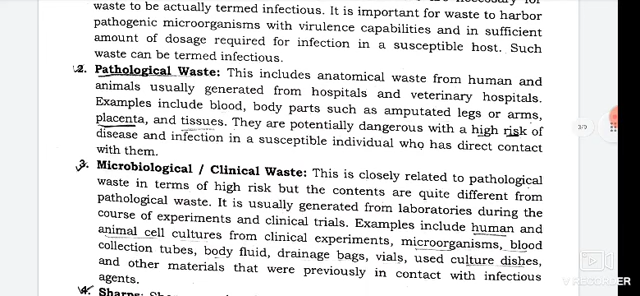 waste to be actually termed infectious. It is important for waste to harbor
pathogenic microorganisms with virulence capabilities and in sufficient
amount of dosage required for infection in a susceptible host. Such
waste can be termed infectious.
2. Pathological Waste: This includes anatomical waste from human and
animals usually generated from hospitals and veterinary hospitals.
Examples include blood, body parts such as amputated legs or arms,
placenta, and tissues. They are potentially dangerous with a high risk of
disease and infection in a susceptible individual who has direct contact
with them.
3. Microbiological / Clinical Waste: This is closely related to pathological
waste in terms of high risk but the contents are quite different from
pathological waste. It is usually generated from laboratories during the
course of experiments and clinical trials. Examples include human and
animal cell cultures from clinical experiments, microorganisms, blood
collection tubes, body fluid, drainage bags, vials, used culture dishes,
and other materials that were previously in contact with infectious
agents.
4. Sharps:
3/9
V RECORDER